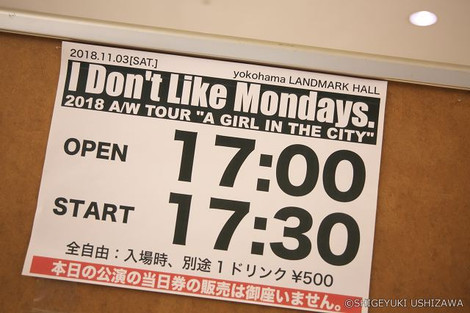 2018.11.03[SAT.]
yokohama LANDMARK HALL
I Don't Like Mondays.
2018 A/W TOUR "A GIRL IN THE CITY"
OPEN 17:00
START 17:30
全自由：入場時、別途1ドリンク ¥500
本日の公演の当日券の販売は御座いません。
©SHIGEYUKI USHIZAWA